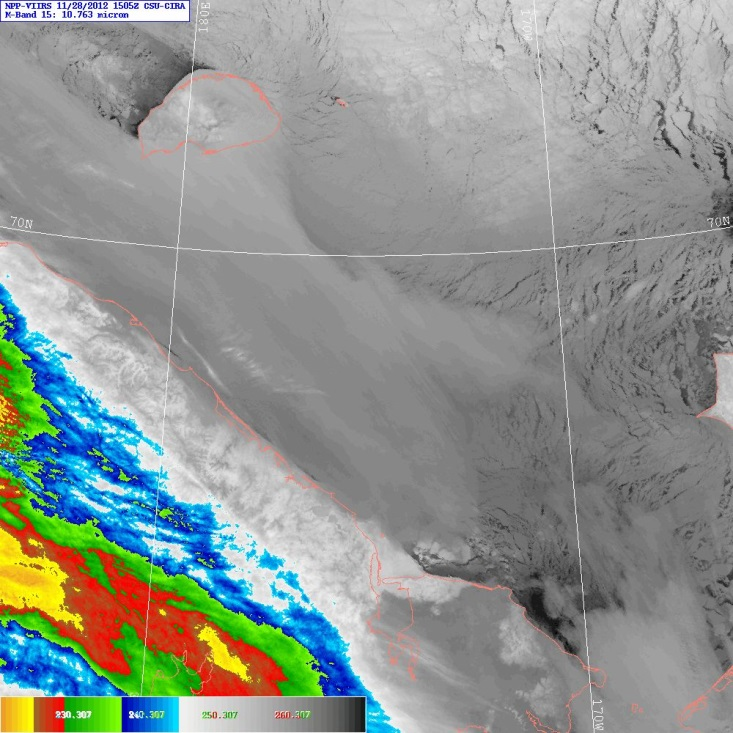 NPP-VIIRS 11/28/2012 1505Z CSU-CIRA
M-Band 15: 10.763 micron
180E
170W
70N
70N
230.307 240.307 250.307 260.307
170W